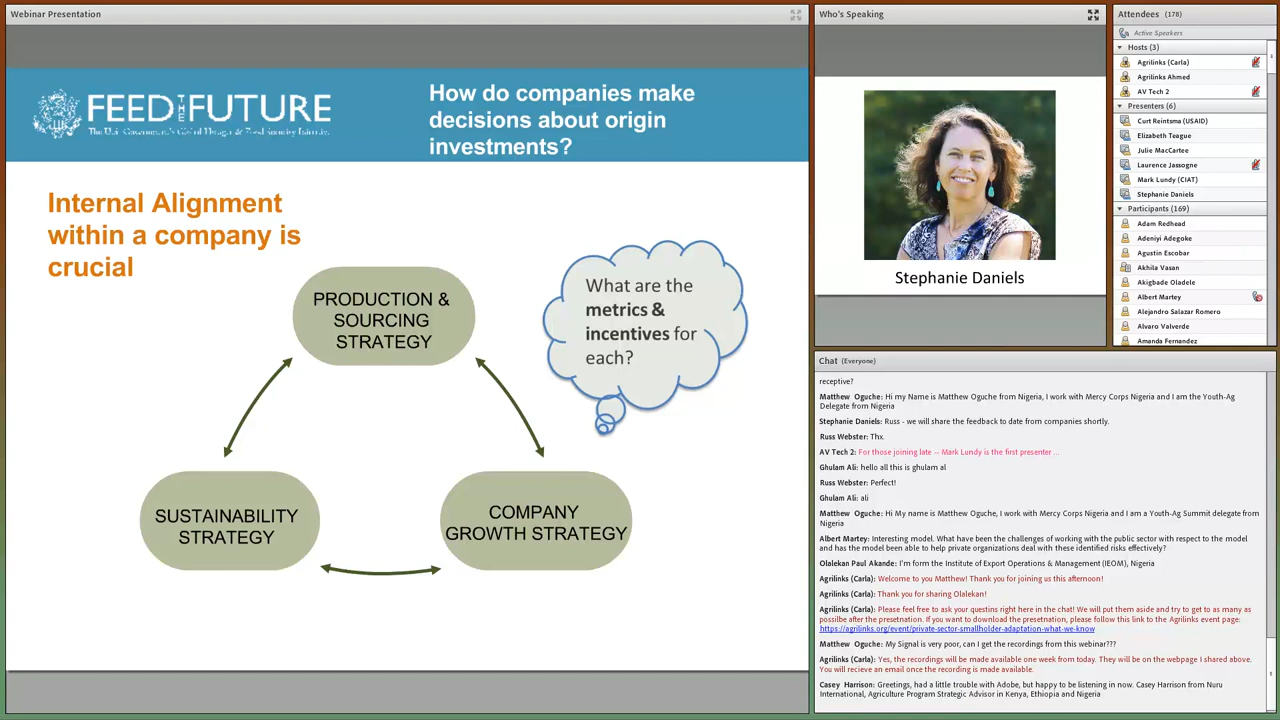 Webinar Presentation
FEED THE FUTURE
The U.S. Government's Global Hunger & Food Security Initiative
How do companies make
decisions about origin
investments?
Internal Alignment
within a company is
crucial
PRODUCTION &
SOURCING
STRATEGY
What are the
metrics &
incentives for
each?
SUSTAINABILITY
STRATEGY
COMPANY
GROWTH STRATEGY
Who's Speaking
Stephanie Daniels
Attendees (178)
Active Speakers
Hosts (3)
Agrilinks (Carla)
Agrilinks Ahmed
AV Tech 2
Presenters (6)
Curt Reintsma (USAID)
Elizabeth Teague
Julie MacCartee
Laurence Jassogne
Mark Lundy (CIAT)
Stephanie Daniels
Participants (169)
Adam Redhead
Adeniyi Adegoke
Agustin Escobar
Akhila Vasan
Akigbade Oladele
Albert Martey
Alejandro Salazar Romero
Alvaro Valverde
Amanda Fernandez
Chat (Everyone)
receptive?
Matthew Oguche: Hi my Name is Matthew Oguche from Nigeria, I work with Mercy Corps Nigeria and I am the Youth-Ag
Delegate from Nigeria
Stephanie Daniels: Russ - we will share the feedback to date from companies shortly.
Russ Webster: Thx.
AV Tech 2: For those joining late -- Mark Lundy is the first presenter ...
Ghulam Ali: hello all this is ghulam al
Russ Webster: Perfect!
Ghulam Ali: ali
Matthew Oguche: Hi My name is Matthew Oguche, I work with Mercy Corps Nigeria and I am a Youth-Ag Summit delegate from
Nigeria
Albert Martey: Interesting model. What have been the challenges of working with the public sector with respect to the model
and has the model been able to help private organizations deal with these identified risks effectively?
Olalekan Paul Akande: I'm form the Institute of Export Operations & Management (IEOM), Nigeria
Agrilinks (Carla): Welcome to you Matthew! Thank you for joining us this afternoon!
Agrilinks (Carla): Thank you for sharing Olalekan!
Agrilinks (Carla): Please feel free to ask your questins right here in the chat! We will put them aside and try to get to as many as
possilbe after the presetnation. If you want to download the presetnation, please follow this link to the Agrilinks event page:
https://agrilinks.org/event/private-sector-smallholder-adaptation-what-we-know
Matthew Oguche: My Signal is very poor, can I get the recordings from this webinar???
Agrilinks (Carla): Yes, the recordings will be made available one week from today. They will be on the webpage I shared above.
You will recieve an email once the recording is made available.
Casey Harrison: Greetings, had a little trouble with Adobe, but happy to be listening in now. Casey Harrison from Nuru
International, Agriculture Program Strategic Advisor in Kenya, Ethiopia and Nigeria